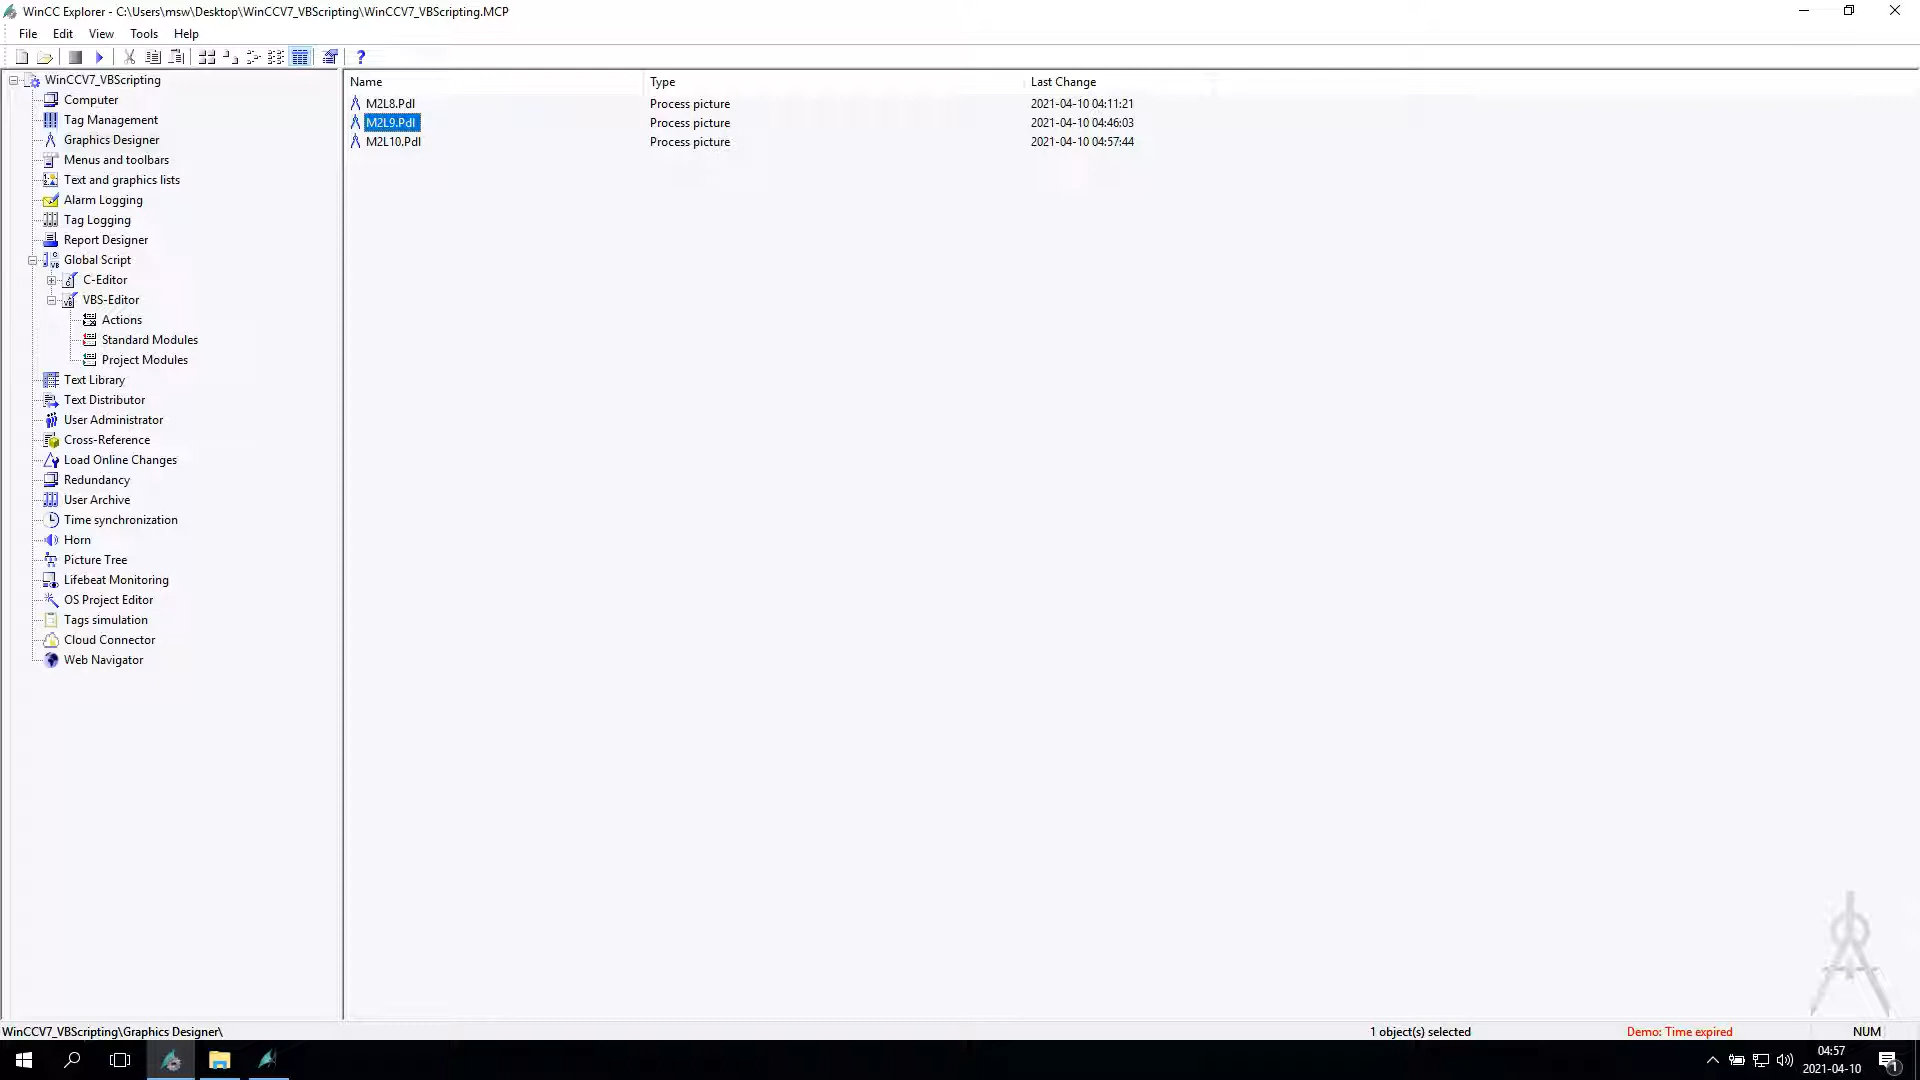 WinCC Explorer - C:\Users\msw\Desktop\WinCCV7_VBScripting\WinCCV7_VBScripting.MCP
File Edit View Tools Help
WinCCV7_VBScripting
Computer
Tag Management
Graphics Designer
Menus and toolbars
Text and graphics lists
Alarm Logging
Tag Logging
Report Designer
Global Script
C-Editor
VBS-Editor
Actions
Standard Modules
Project Modules
Text Library
Text Distributor
User Administrator
Cross-Reference
Load Online Changes
Redundancy
User Archive
Time synchronization
Horn
Picture Tree
Lifebeat Monitoring
OS Project Editor
Tags simulation
Cloud Connector
Web Navigator
Name Type Last Change
M2L8.Pdl Process picture 2021-04-10 04:11:21
M2L9.Pdl Process picture 2021-04-10 04:46:03
M2L10.Pdl Process picture 2021-04-10 04:57:44
WinCCV7_VBScripting\Graphics Designer\ 1 object(s) selected Demo: Time expired NUM
04:57
2021-04-10
1